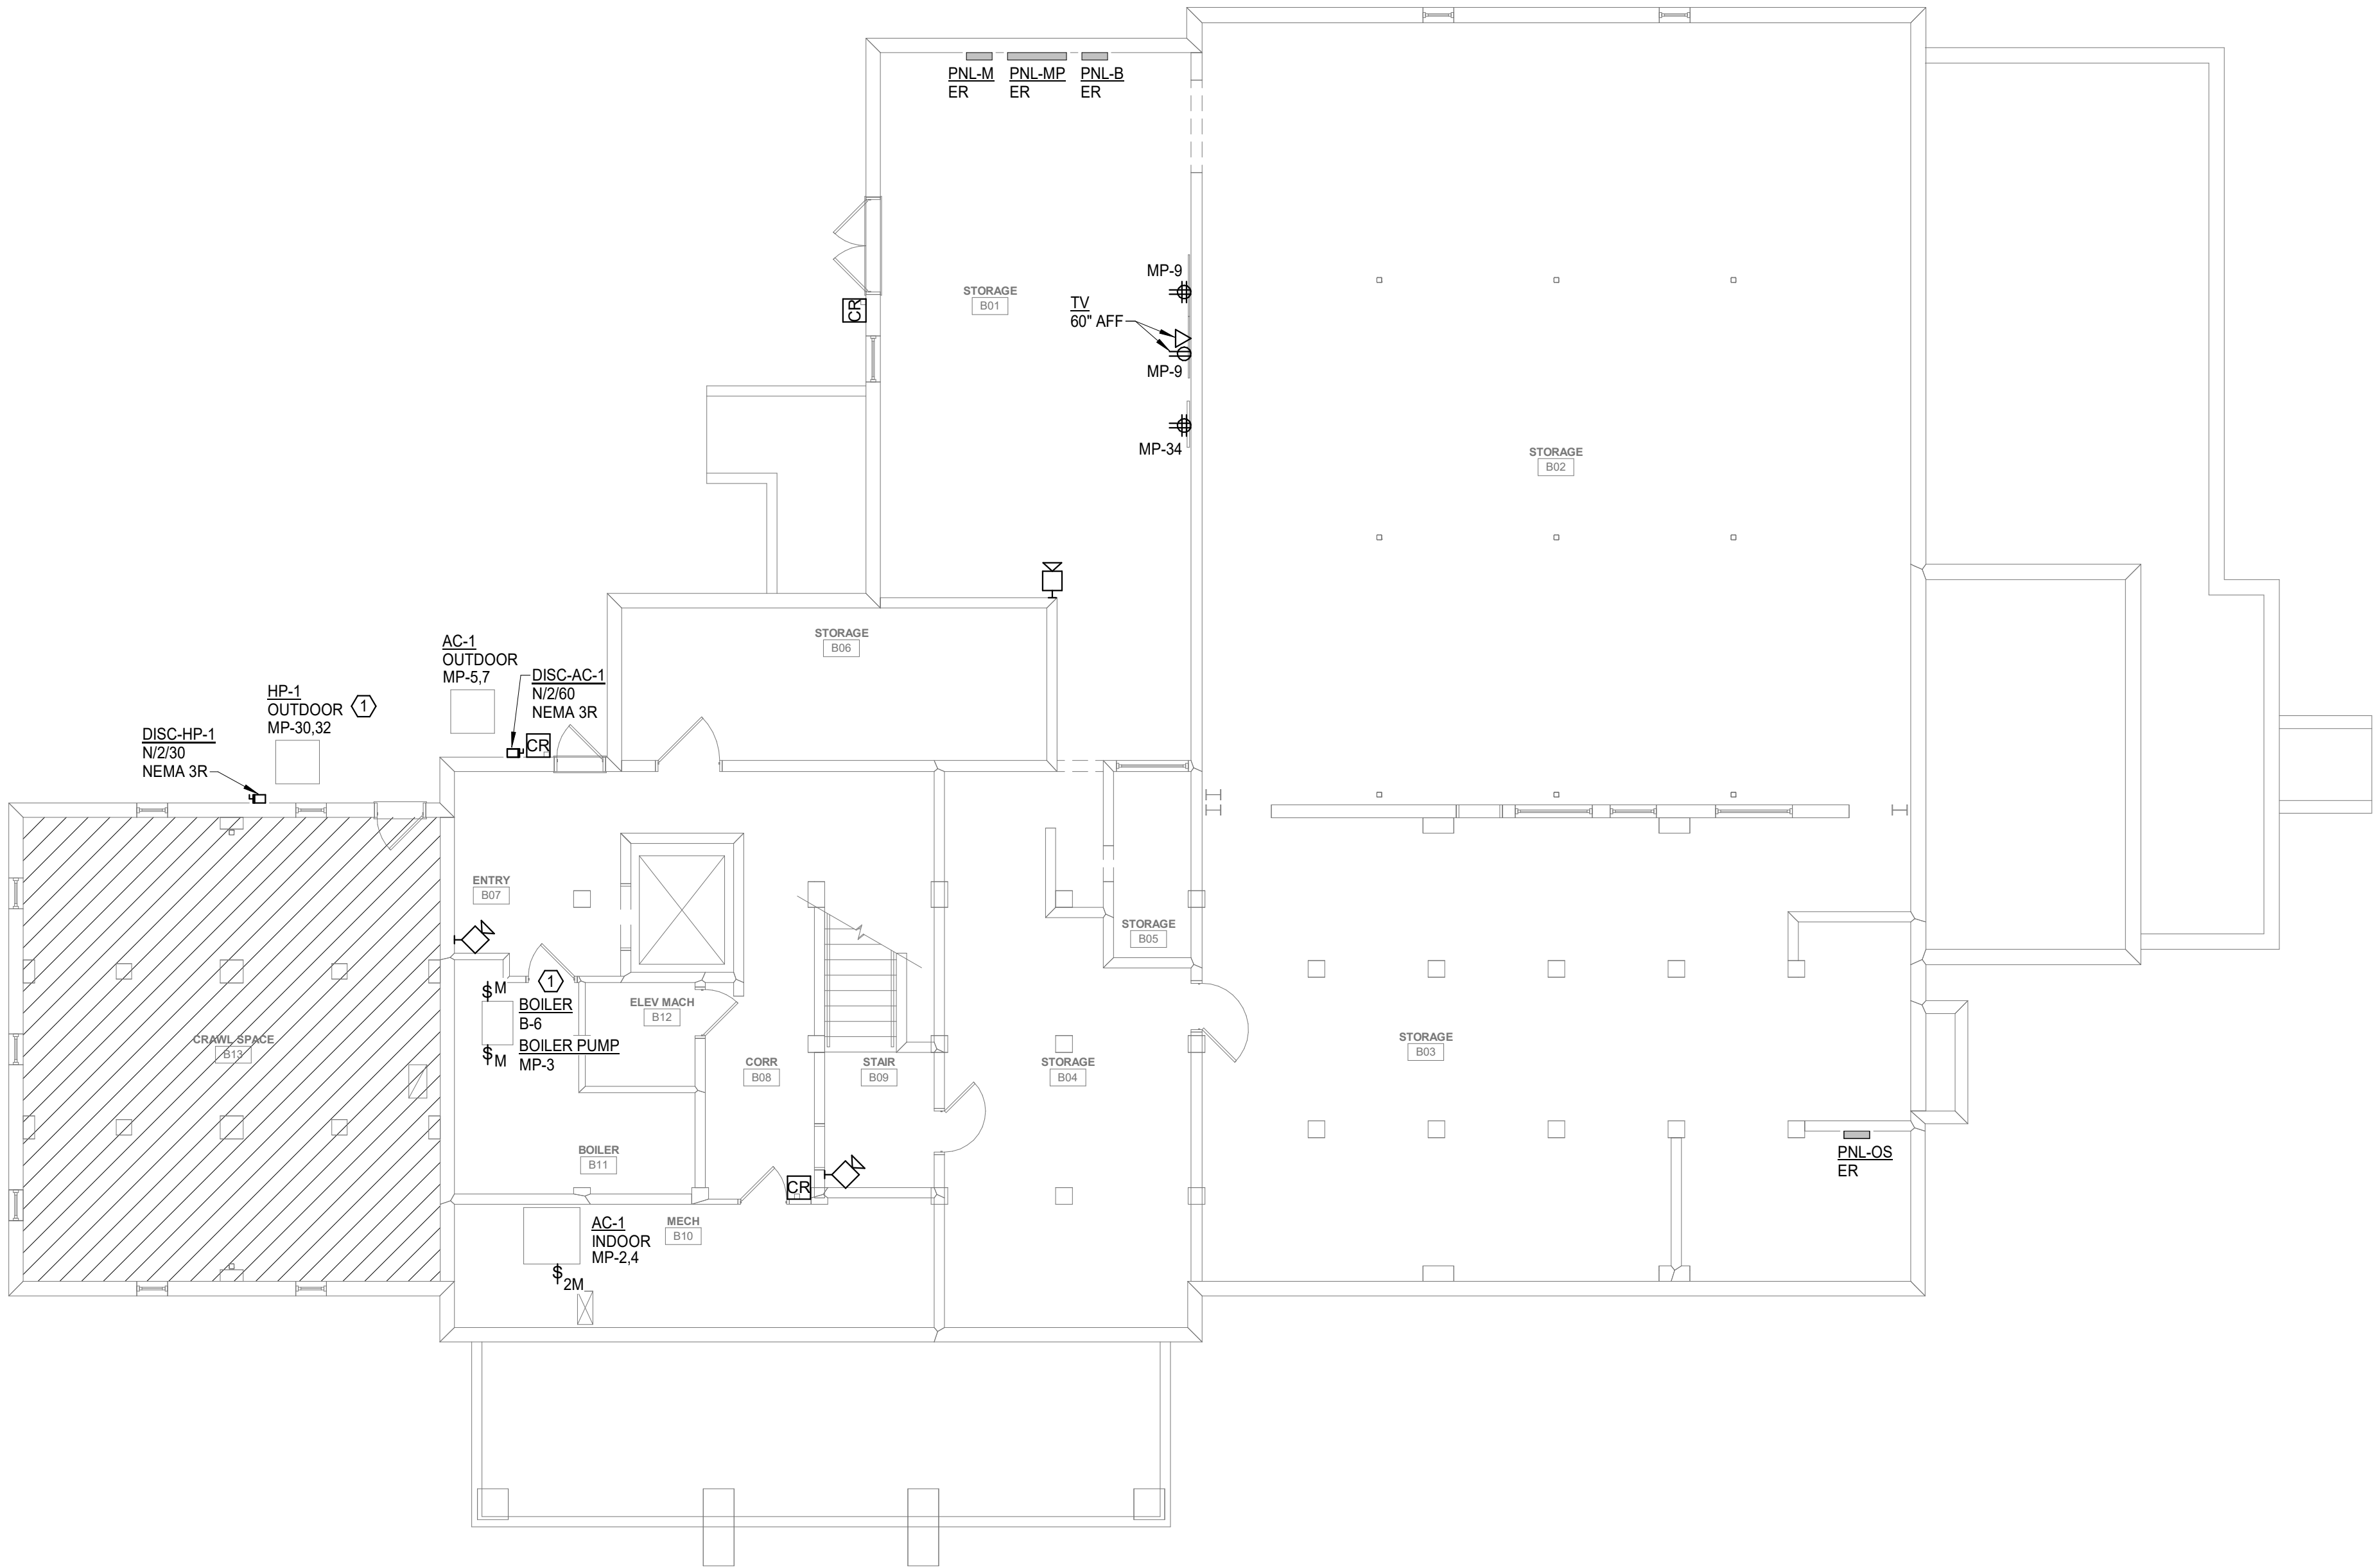 PNL-M
ER
PNL-MP
ER
PNL-B
ER
MP-9
STORAGE
B01
CR
TV
60" AFF
MP-9
MP-34
STORAGE
B02
STORAGE
B06
AC-1
OUTDOOR
MP-5,7
DISC-AC-1
N/2/60
NEMA 3R
HP-1
OUTDOOR
MP-30,32
1
DISC-HP-1
N/2/30
NEMA 3R
CR
ENTRY
B07
STORAGE
B05
$M
1
BOILER
B-6
BOILER PUMP
MP-3
$M
ELEV MACH
B12
CRAWL SPACE
B13
CORR
B08
STAIR
B09
STORAGE
B04
STORAGE
B03
BOILER
B11
PNL-OS
ER
CR
MECH
B10
AC-1
INDOOR
MP-2,4
$2M